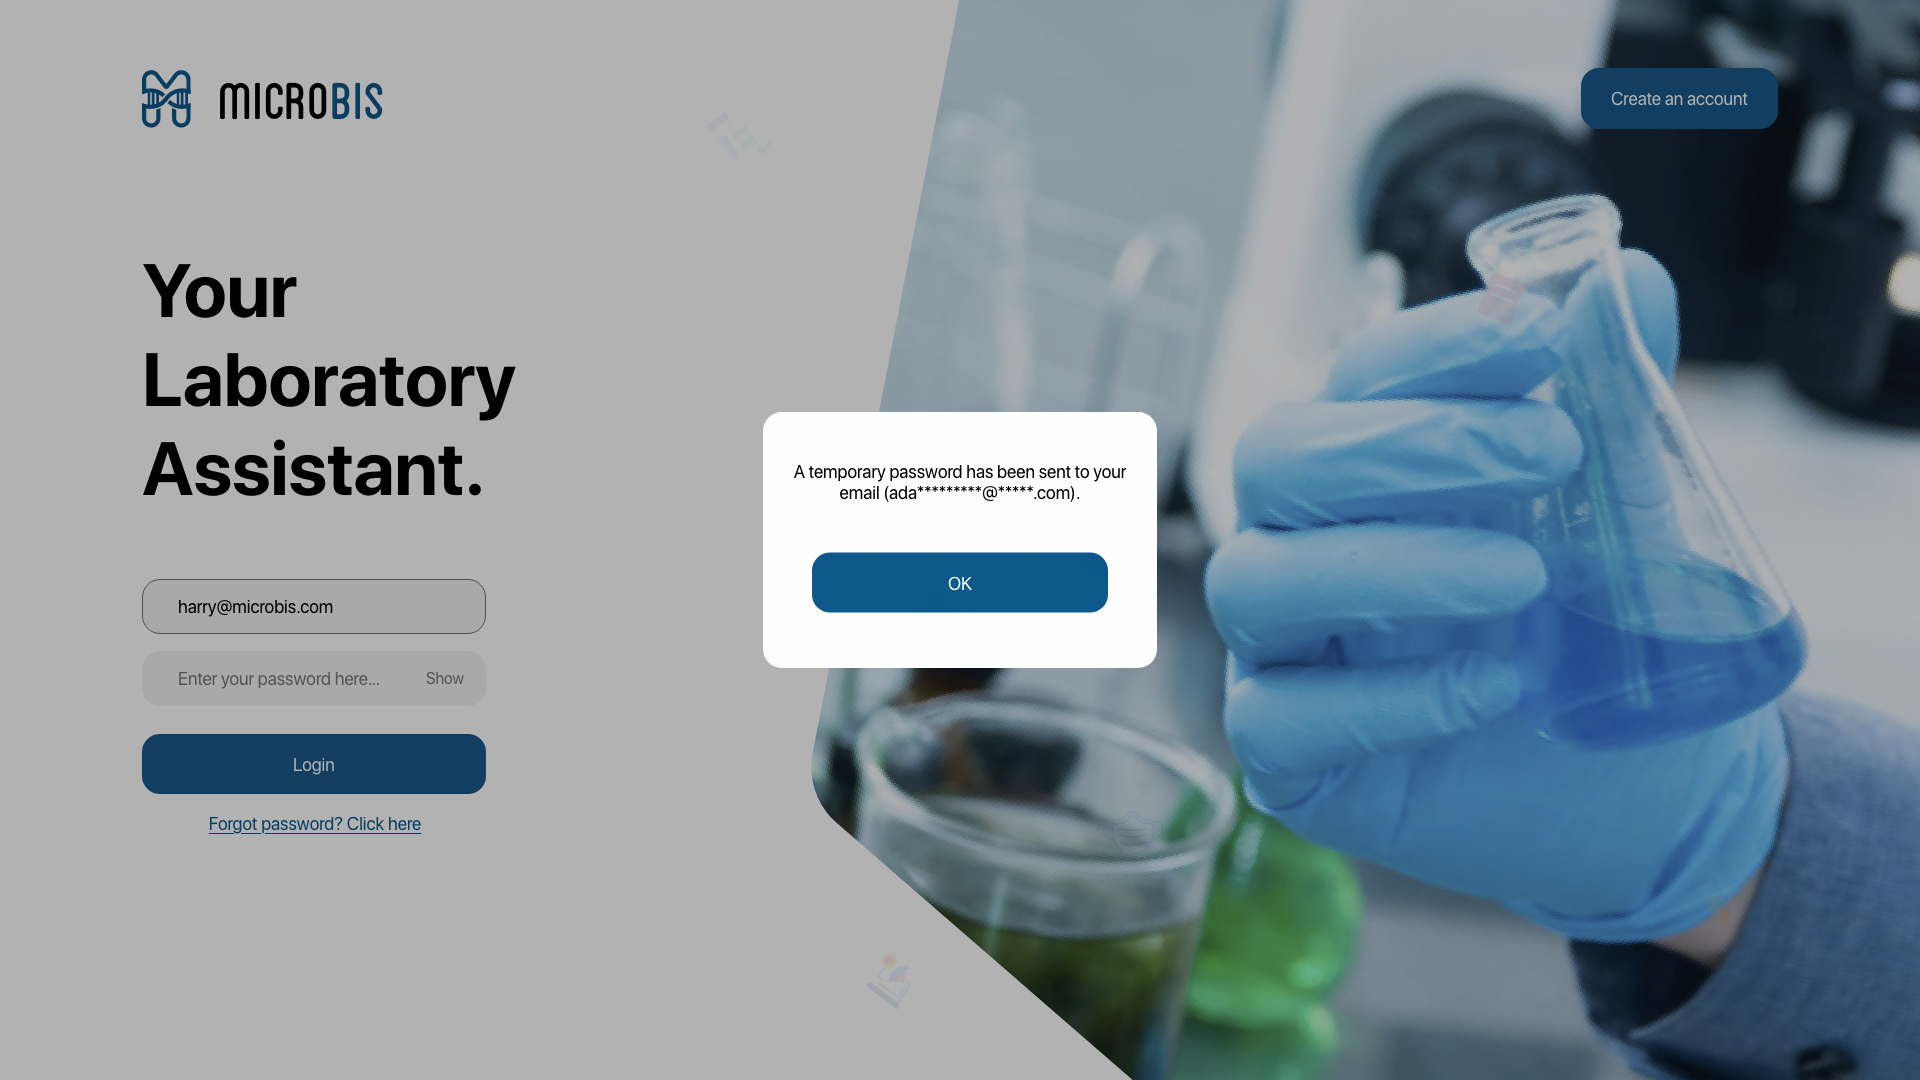 MICROBIS
Create an account
Your
Laboratory
Assistant.
A temporary password has been sent to your
email (ada*********@*****.com).
OK
harry@microbis.com
Enter your password here... Show
Login
Forgot password? Click here